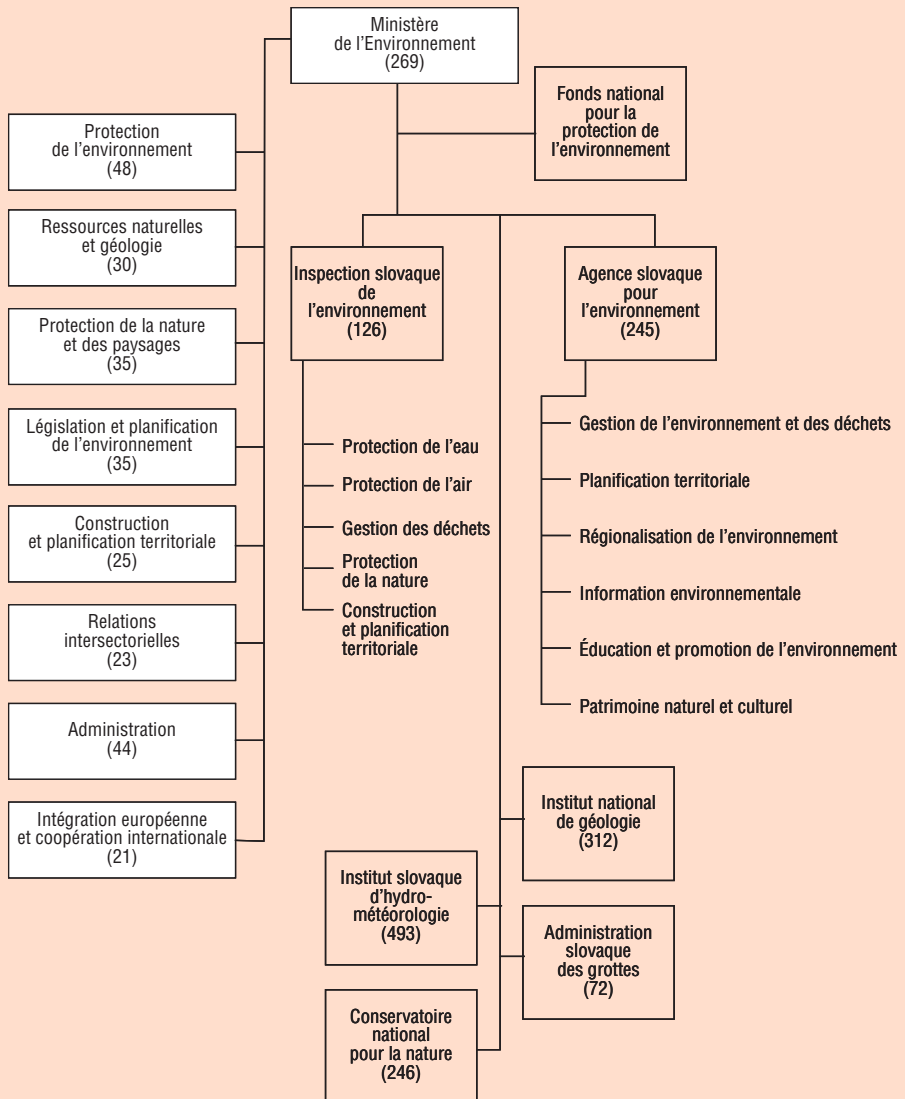 Ministère
de l'Environnement
(269)
Fonds national
pour la
protection de
l'environnement
Protection
de l'environnement
(48)
Ressources naturelles
et géologie
(30)
Protection de la nature
et des paysages
(35)
Législation et planification
de l'environnement
(35)
Construction
et planification territoriale
(25)
Relations
intersectorielles
(23)
Administration
(44)
Intégration européenne
et coopération internationale
(21)
Inspection slovaque
de
l'environnement
(126)
Protection de l'eau
Protection de l'air
Gestion des déchets
Protection
de la nature
Construction
et planification
territoriale
Agence slovaque
pour
l'environnement
(245)
Gestion de l'environnement et des déchets
Planification territoriale
Régionalisation de l'environnement
Information environnementale
Éducation et promotion de l'environnement
Patrimoine naturel et culturel
Institut national
de géologie
(312)
Institut slovaque
d'hydro-
météorologie
(493)
Administration
slovaque
des grottes
(72)
Conservatoire
national
pour la nature
(246)